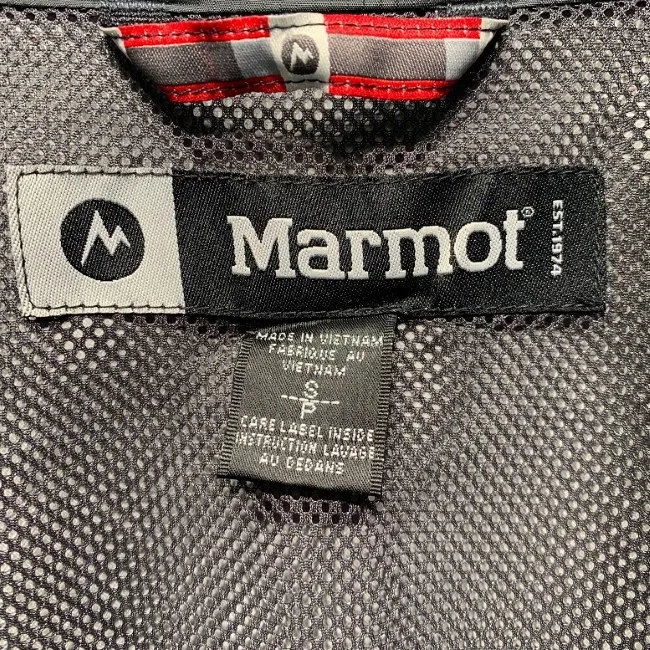 Marmot®
EST. 1974
MADE IN VIETNAM
FABRIQUE AU
VIETNAM
S
P
CARE LABEL INSIDE
INSTRUCTION LAVAGE
AU DEDANS